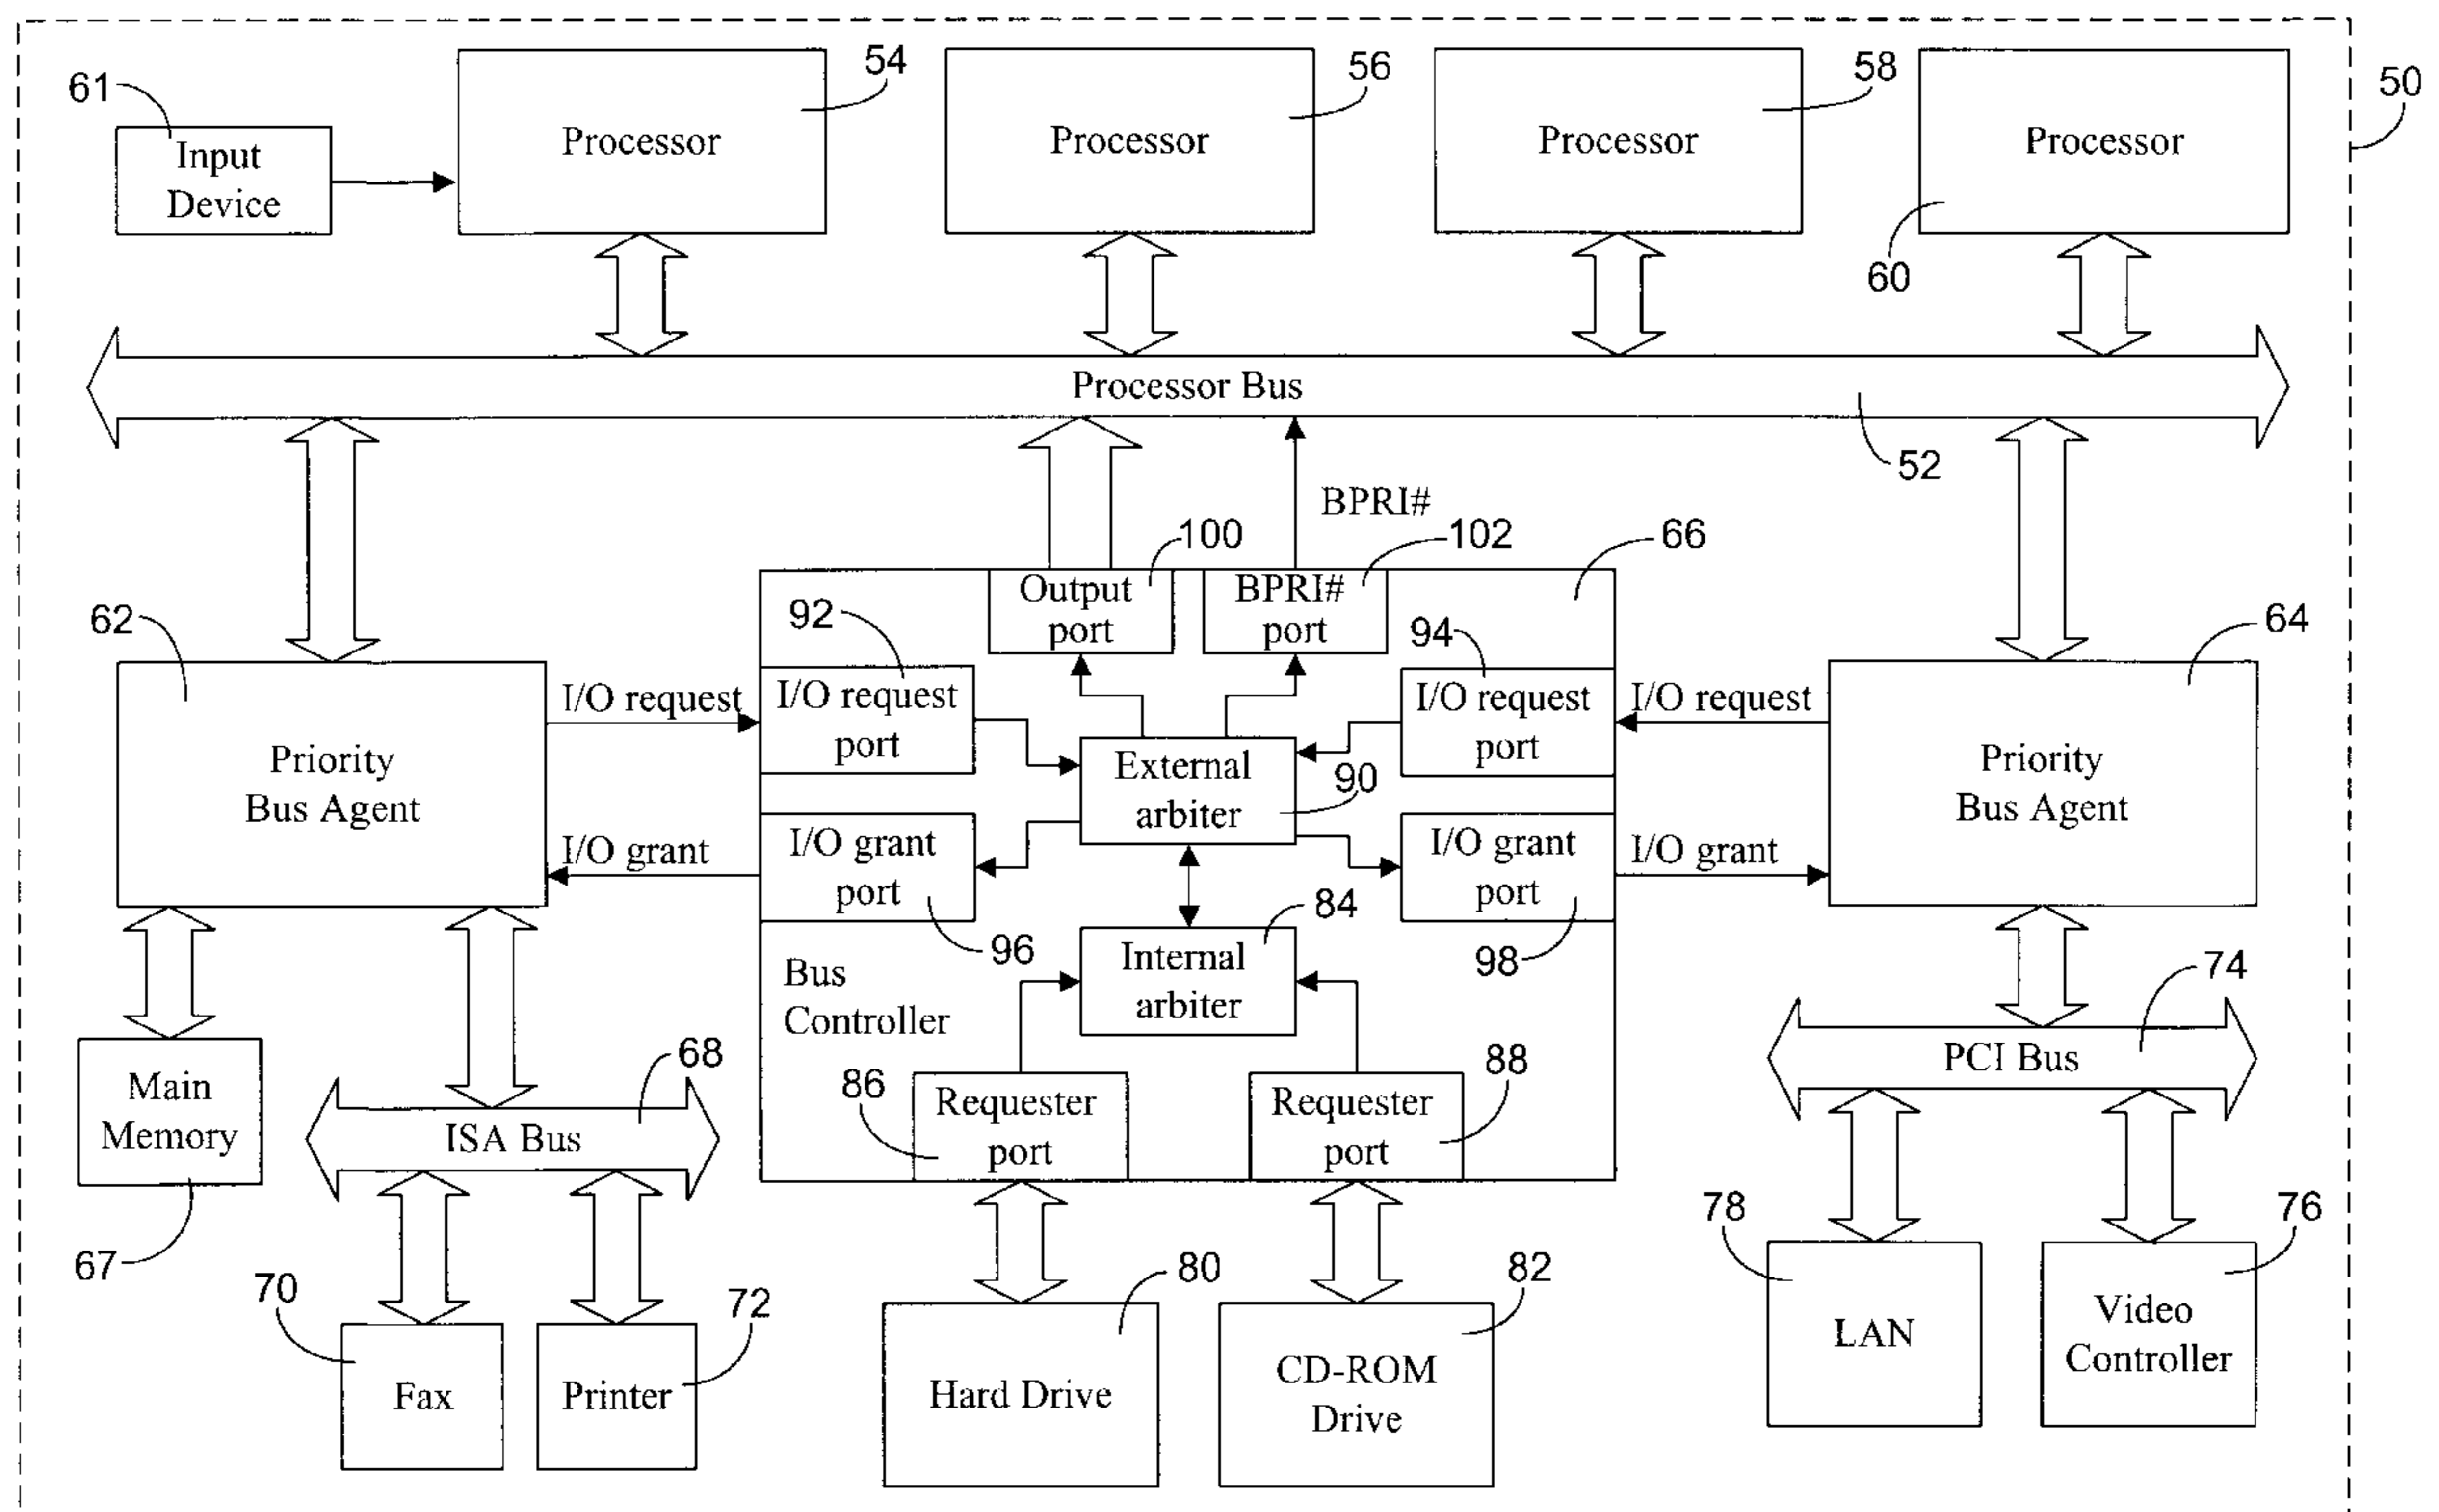 54
56
58
50
61
Input
Device
Processor
Processor
Processor
Processor
60
Processor Bus
52
BPRI#
100
102
66
62
92
Output
port
BPRI#
port
94
64
I/O request
I/O request
port
I/O request
port
I/O request
Priority
Bus Agent
External
arbiter
90
Priority
Bus Agent
I/O grant
I/O grant
port
I/O grant
port
I/O grant
96
84
98
Bus
Controller
Internal
arbiter
74
PCI Bus
68
Main
Memory
ISA Bus
86
Requester
port
88
Requester
port
67
70
72
80
82
78
76
Fax
Printer
Hard Drive
CD-ROM
Drive
LAN
Video
Controller